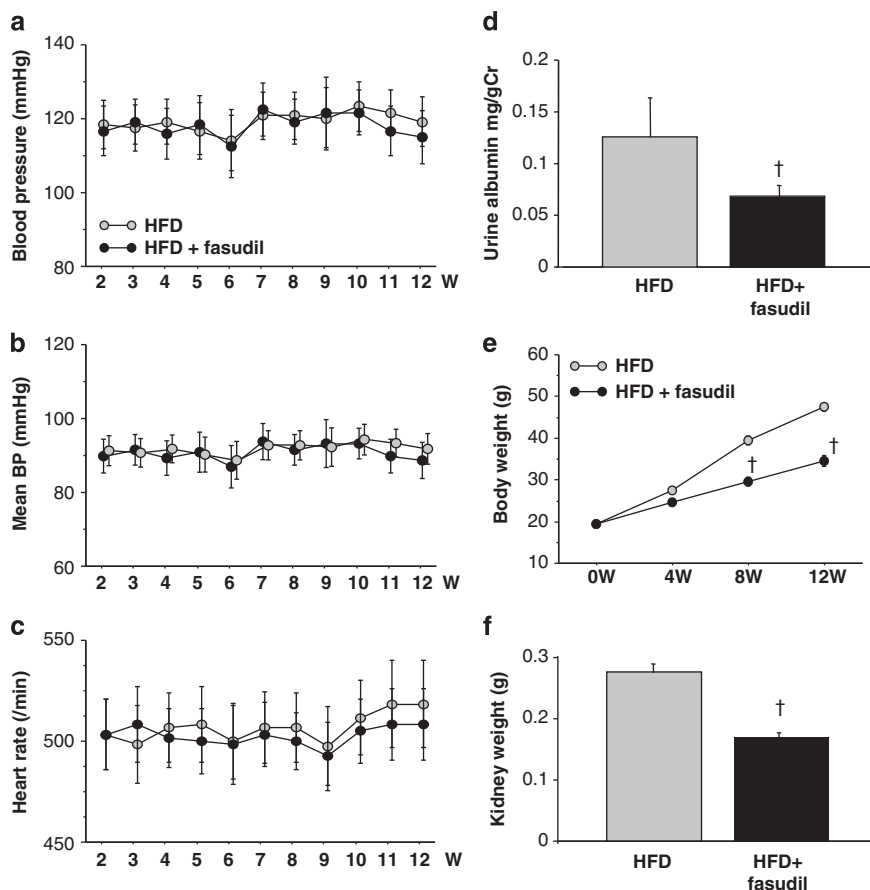 a
Blood pressure (mmHg)
140
120
100
80
HFD
HFD + fasudil
2 3 4 5 6 7 8 9 10 11 12 W
b
Mean BP (mmHg)
120
100
80
60
2 3 4 5 6 7 8 9 10 11 12 W
c
Heart rate (/min)
550
500
450
2 3 4 5 6 7 8 9 10 11 12 W
d
Urine albumin mg/gCr
0.2
0.15
0.1
0.05
0
†
HFD HFD+
fasudil
e
Body weight (g)
60
50
40
30
20
10
HFD
HFD + fasudil
†
†
0W 4W 8W 12W
f
Kidney weight (g)
0.3
0.2
0.1
0
†
HFD HFD+
fasudil